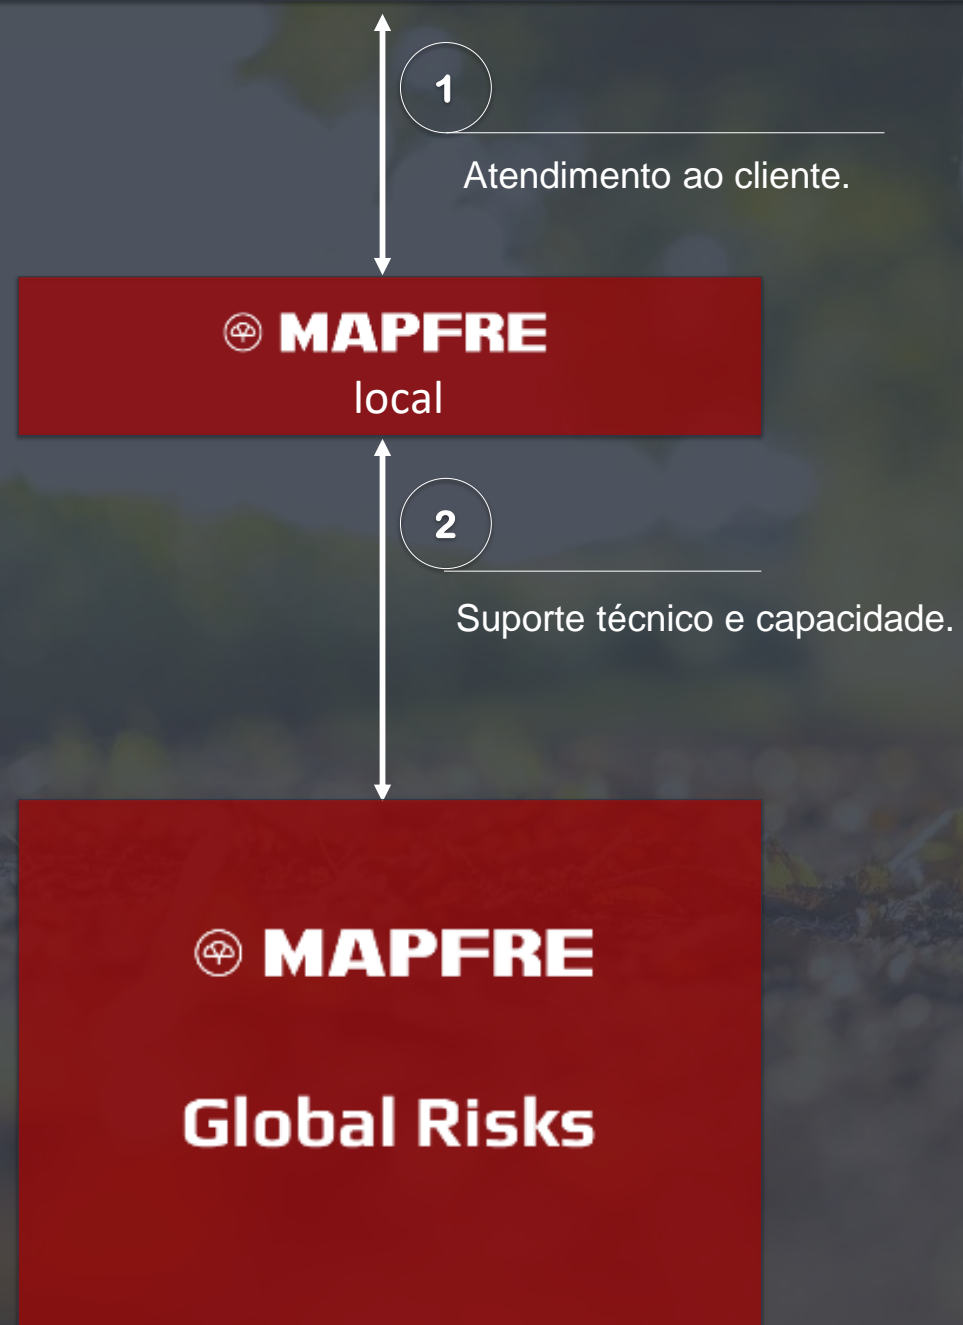 1
Atendimento ao cliente.
MAPFRE
local
2
Suporte técnico e capacidade.
MAPFRE
Global Risks